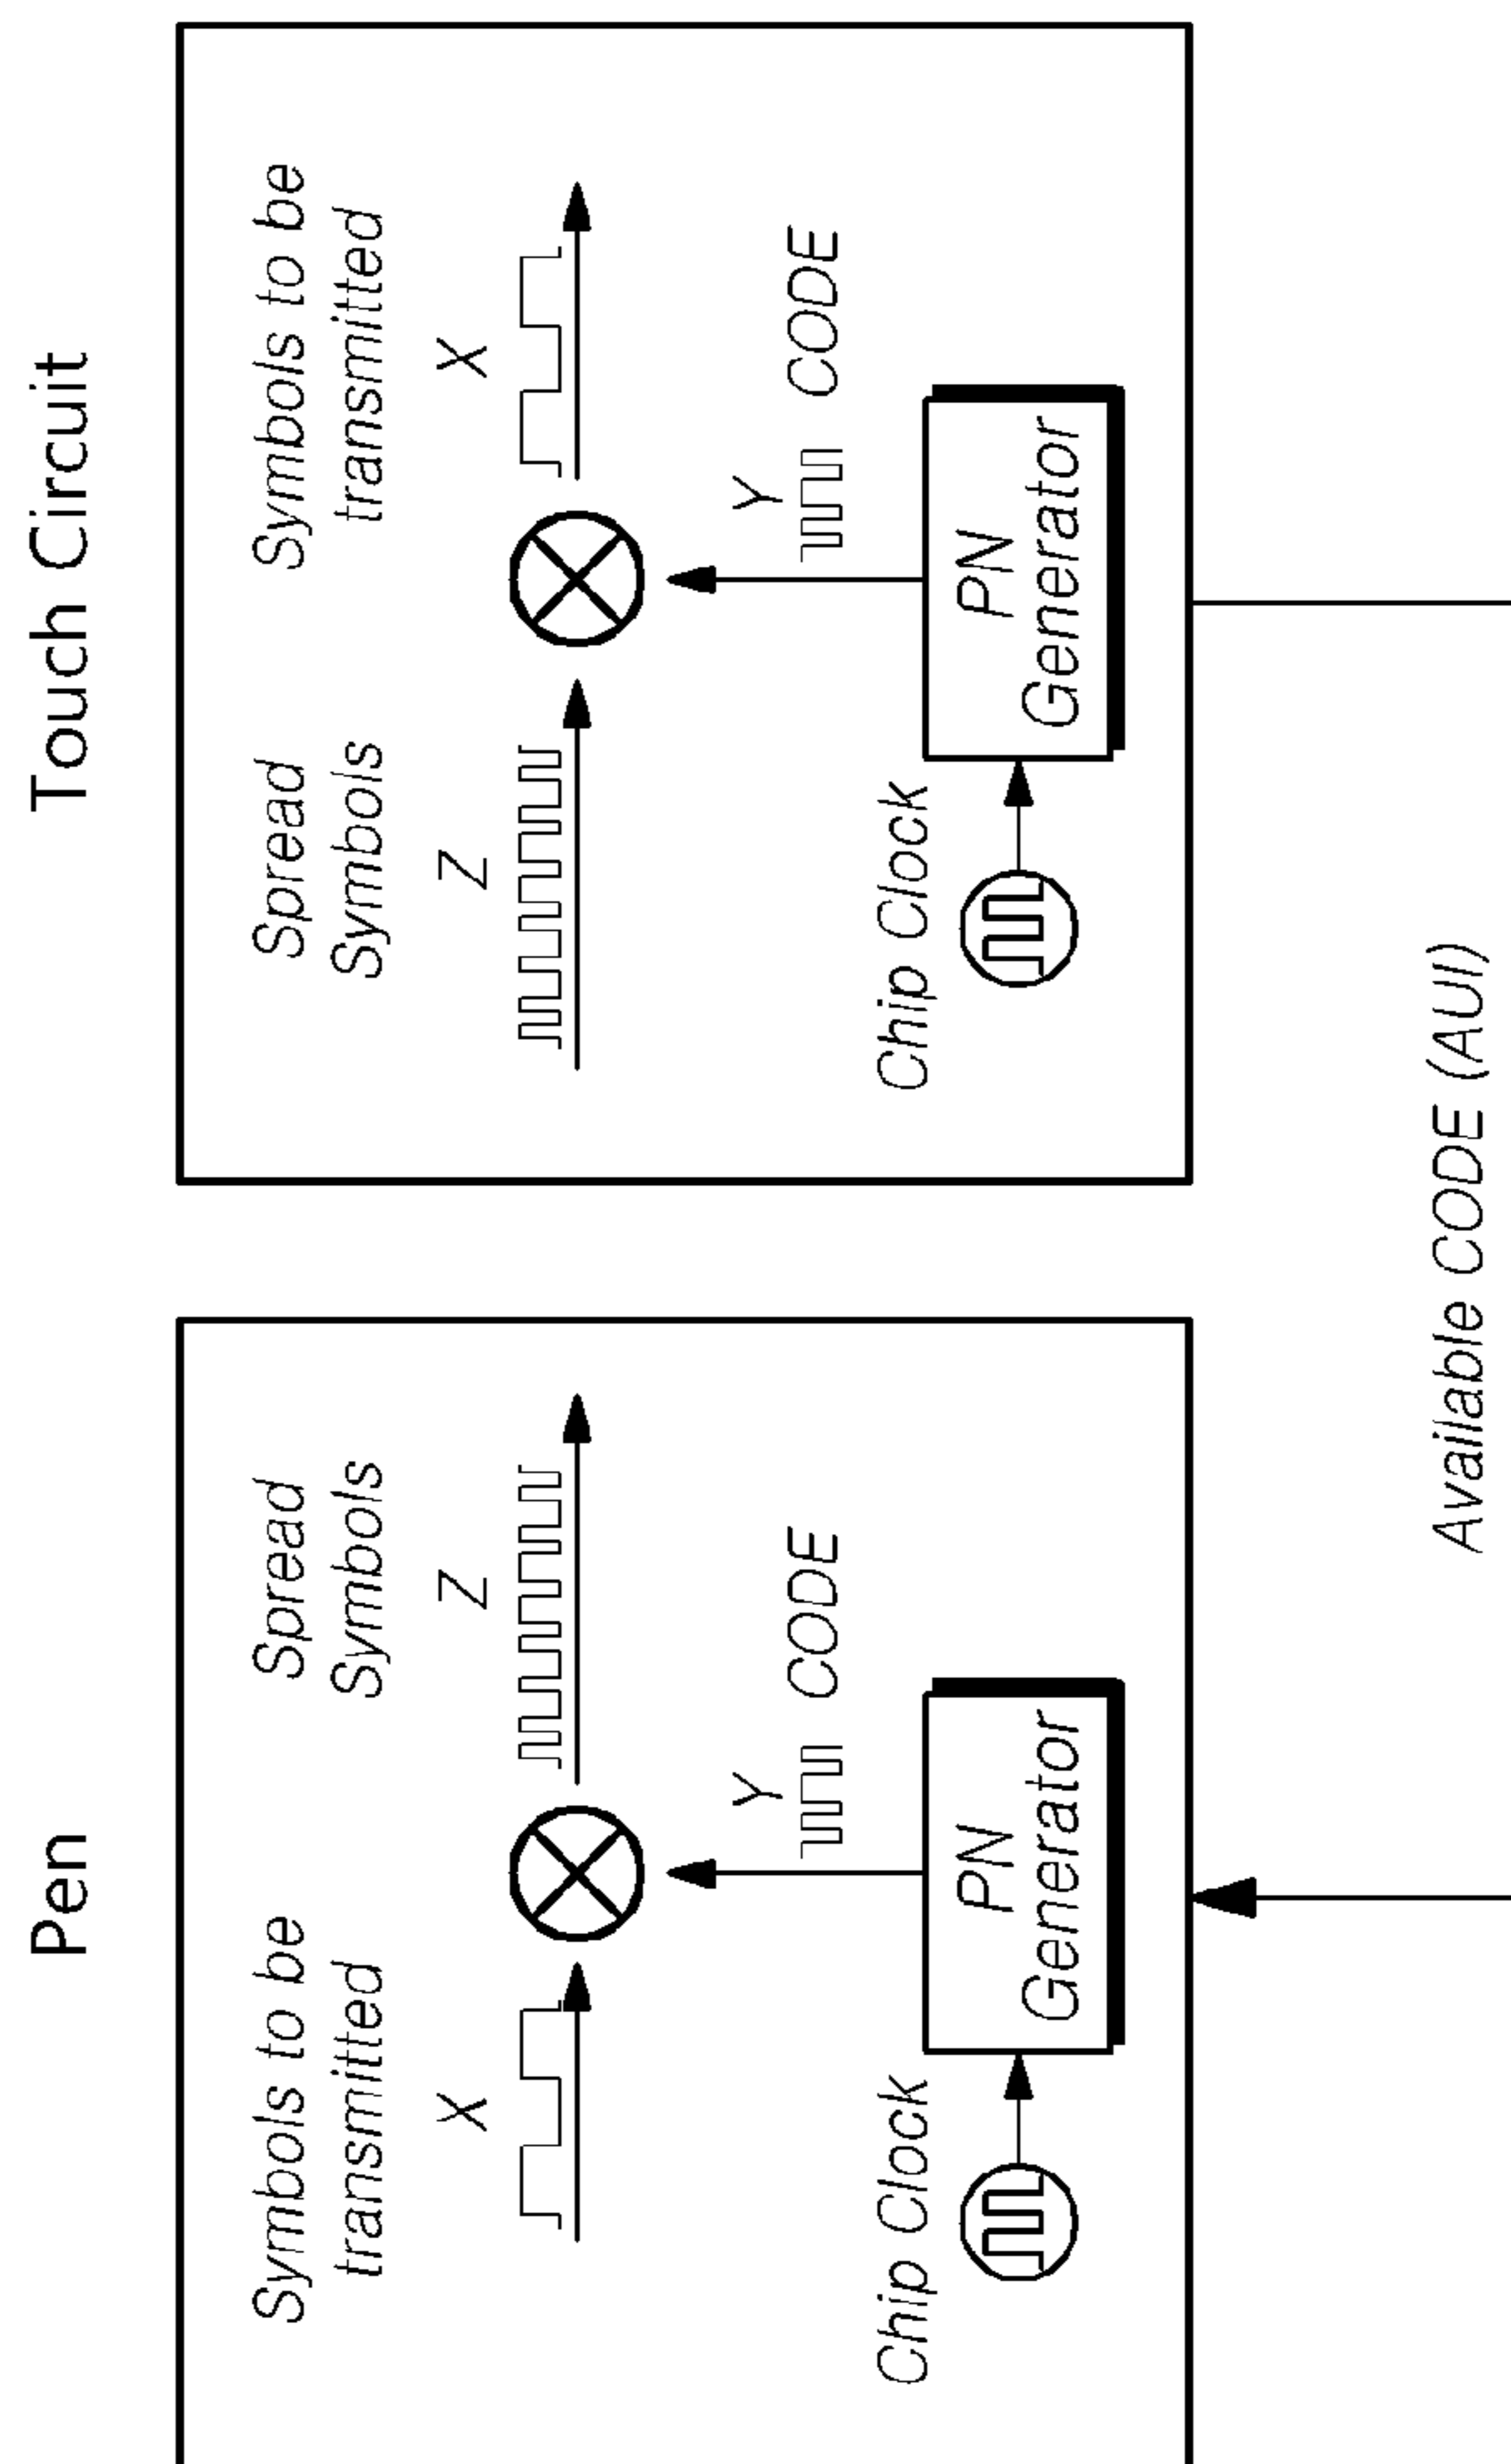 Pen
Symbols to be
transmitted
Spread
Symbols
X
Z
Y
CODE
Chip Clock
PN
Generator
Touch Circuit
Spread
Symbols
Symbols to be
transmitted
Z
X
Y
CODE
Chip Clock
PN
Generator
Available CODE (AUI)